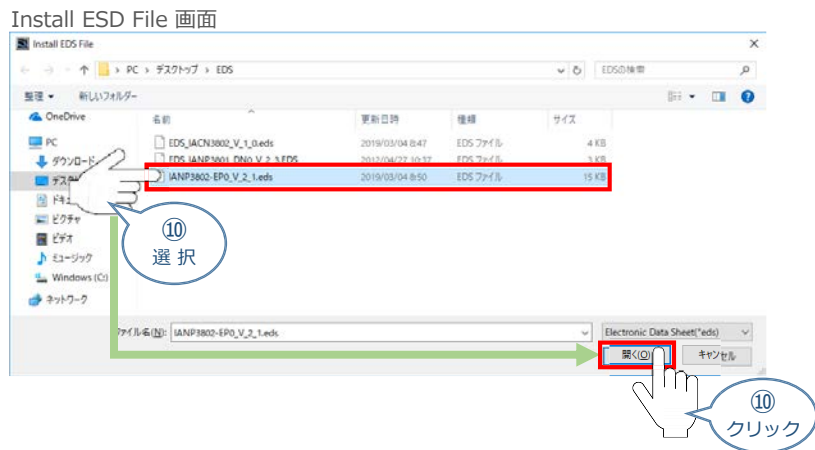 Install ESD File 画面
Install EDS File
PC › デスクトップ › EDS
EDSの検索
整理 新しいフォルダー
OneDrive
PC
ダウンロード
ピクチャ
ビデオ
ミュージック
Windows (C:)
ネットワーク
名前 更新日時 種類 サイズ
EDS_IACN3802_V_1_0.eds 2019/03/04 8:47 EDS ファイル 4 KB
EDS_IANP3801_DN0_V_2_3.EDS 2012/04/27 10:37 EDS ファイル 3 KB
IANP3802-EP0_V_2_1.eds 2019/03/04 8:50 EDS ファイル 15 KB
⑩
選 択
ファイル名(N): IANP3802-EP0_V_2_1.eds Electronic Data Sheet(*eds)
開く(O) キャンセル
⑩
クリック